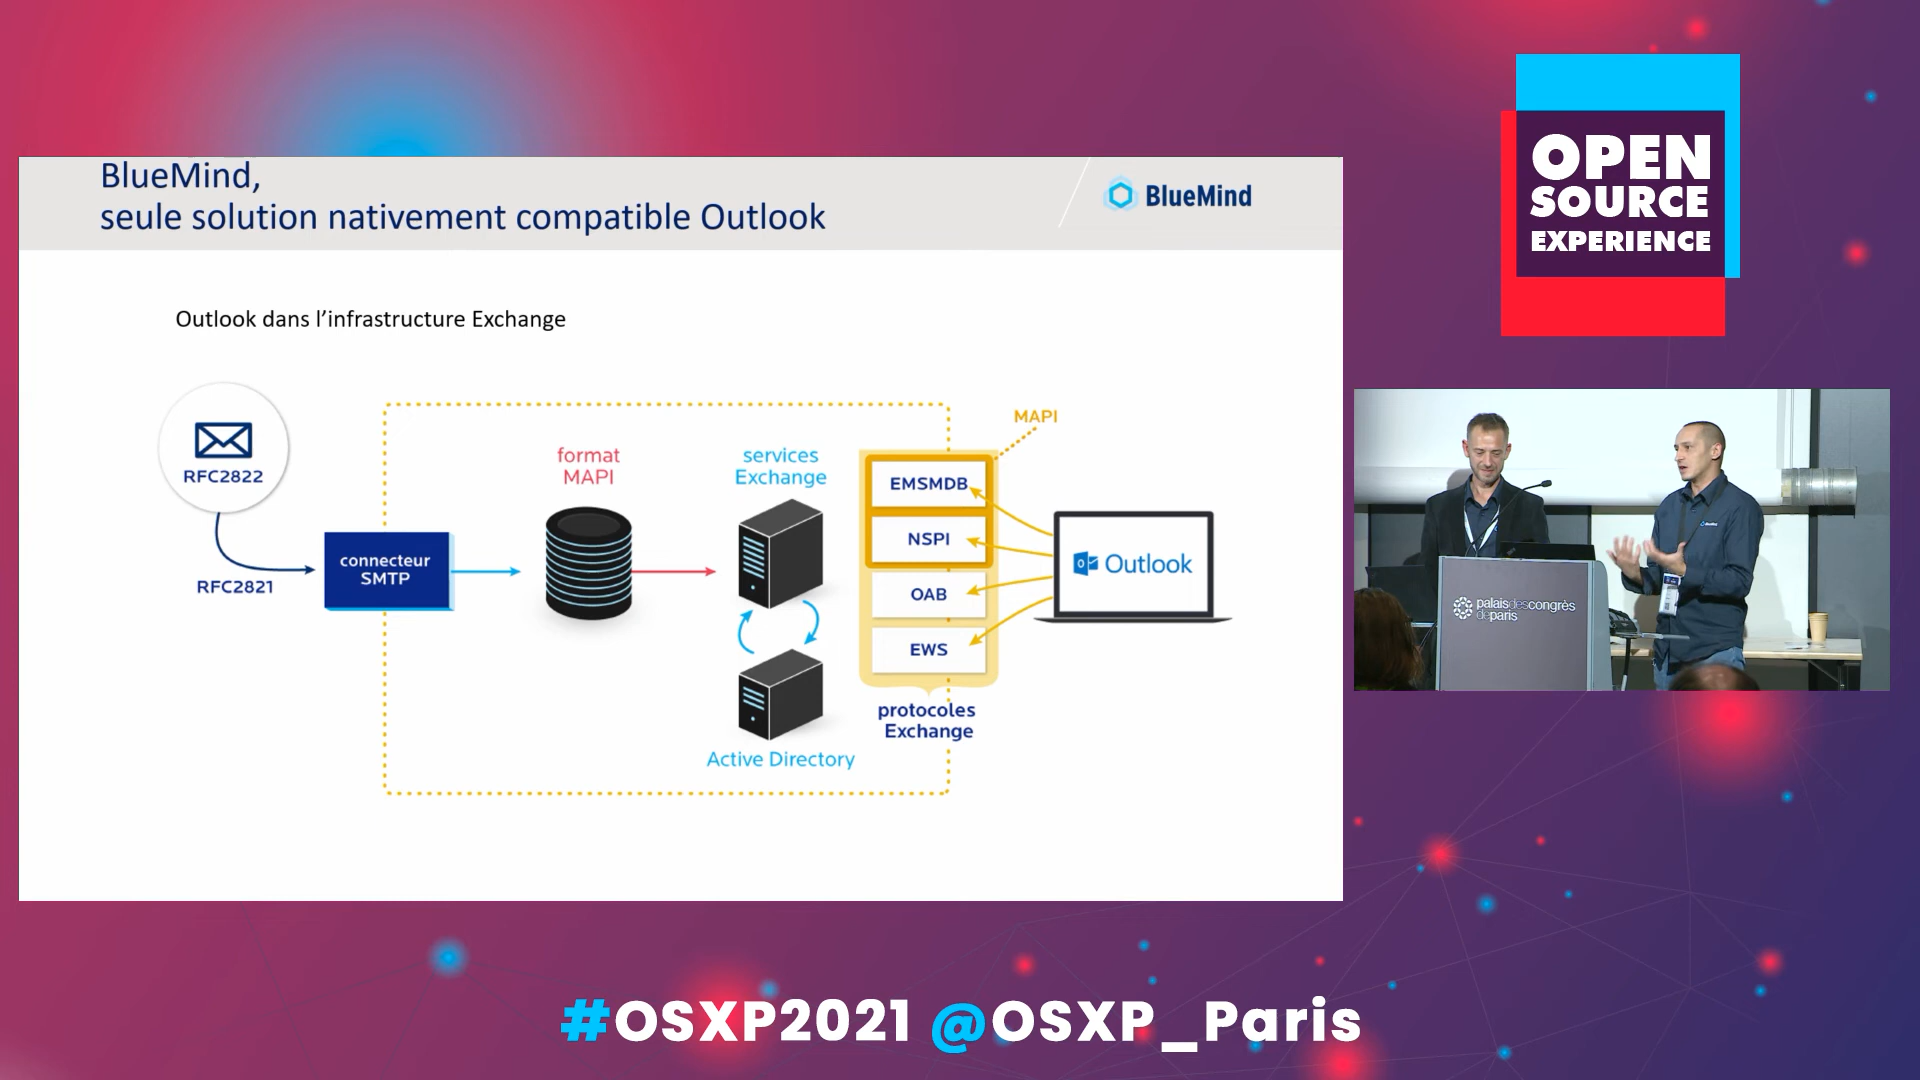 BlueMind,
seule solution nativement compatible Outlook
BlueMind
Outlook dans l’infrastructure Exchange
RFC2822
RFC2821
connecteur
SMTP
format
MAPI
services
Exchange
Active Directory
MAPI
EMSMDB
NSPI
OAB
EWS
protocoles
Exchange
Outlook
OPEN
SOURCE
EXPERIENCE
palaisdescongrès
deparis
#OSXP2021 @OSXP_Paris